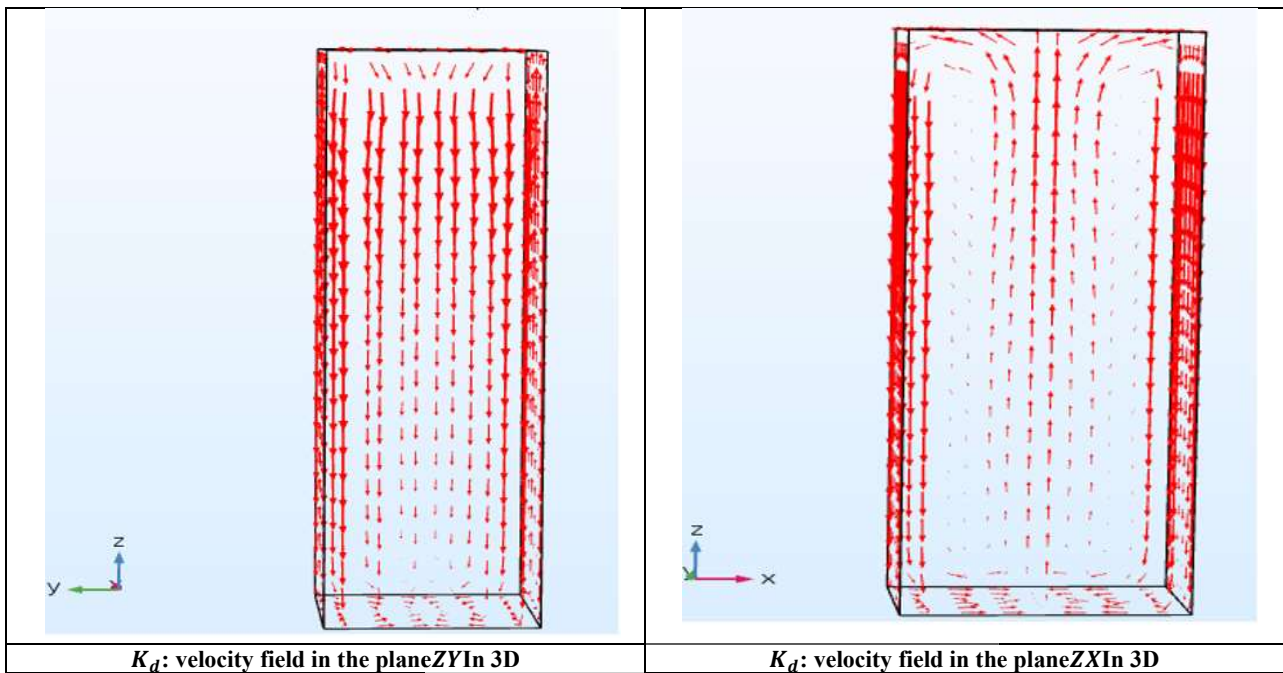 z
y
x
z
y
x
K_d: velocity field in the planeZYIn 3D
K_d: velocity field in the planeZXIn 3D